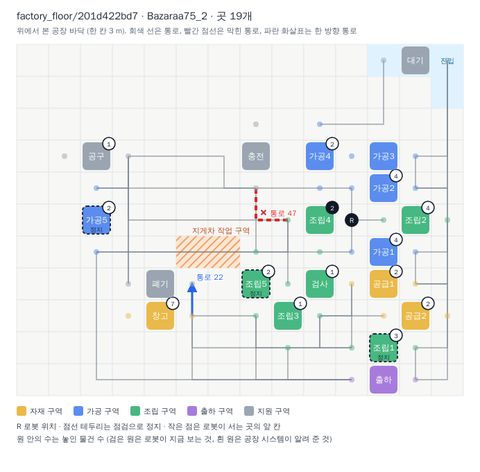 factory_floor/201d422bd7 · Bazaraa75_2 · 곳 19개
위에서 본 공장 바닥 (한 칸 3 m). 회색 선은 통로, 빨간 점선은 막힌 통로, 파란 화살표는 한 방향 통로
대기
진입
공구 1
충전
가공4 2
가공3
가공2 4
가공5 2
정지
✕ 통로 47
조립4 2
R
조립2 4
지게차 작업 구역
가공1 4
통로 22
폐기
조립5 2
정지
검사 1
공급1 2
창고 7
조립3 1
공급2 2
조립1 3
정지
출하
자재 구역
가공 구역
조립 구역
출하 구역
지원 구역
R 로봇 위치 · 점선 테두리는 점검으로 정지 · 작은 점은 로봇이 서는 곳의 앞 칸
원 안의 수는 놓인 물건 수 (검은 원은 로봇이 지금 보는 것, 흰 원은 공장 시스템이 알려 준 것)